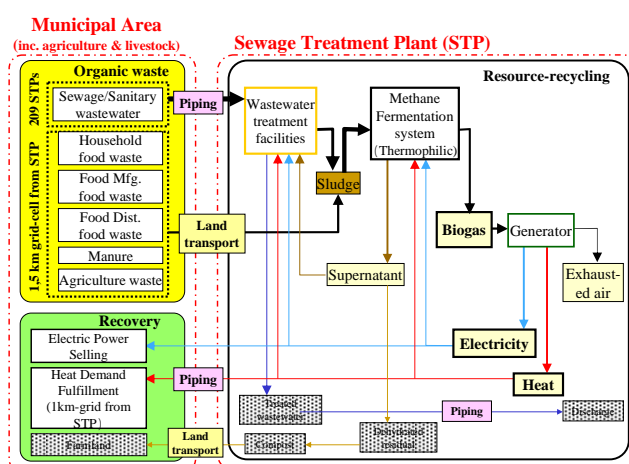 Municipal Area
(inc. agriculture & livestock)
Sewage Treatment Plant (STP)
Organic waste
Resource-recycling
209 STPs
Sewage/Sanitary
wastewater
Piping
Wastewater
treatment
facilities
Methane
Fermentation
system
(Thermophilic)
1,5 km grid-cell from STP
Household
food waste
Food Mfg.
food waste
Food Dist.
food waste
Manure
Agriculture waste
Land
transport
Sludge
Biogas
Generator
Supernatant
Exhaust-
ed air
Recovery
Electric Power
Selling
Electricity
Heat Demand
Fulfillment
(1km-grid from
STP)
Piping
Heat
Treated
wastewater
Piping
Discharge
Farmland
Land
transport
Compost
Dehydrated
residual